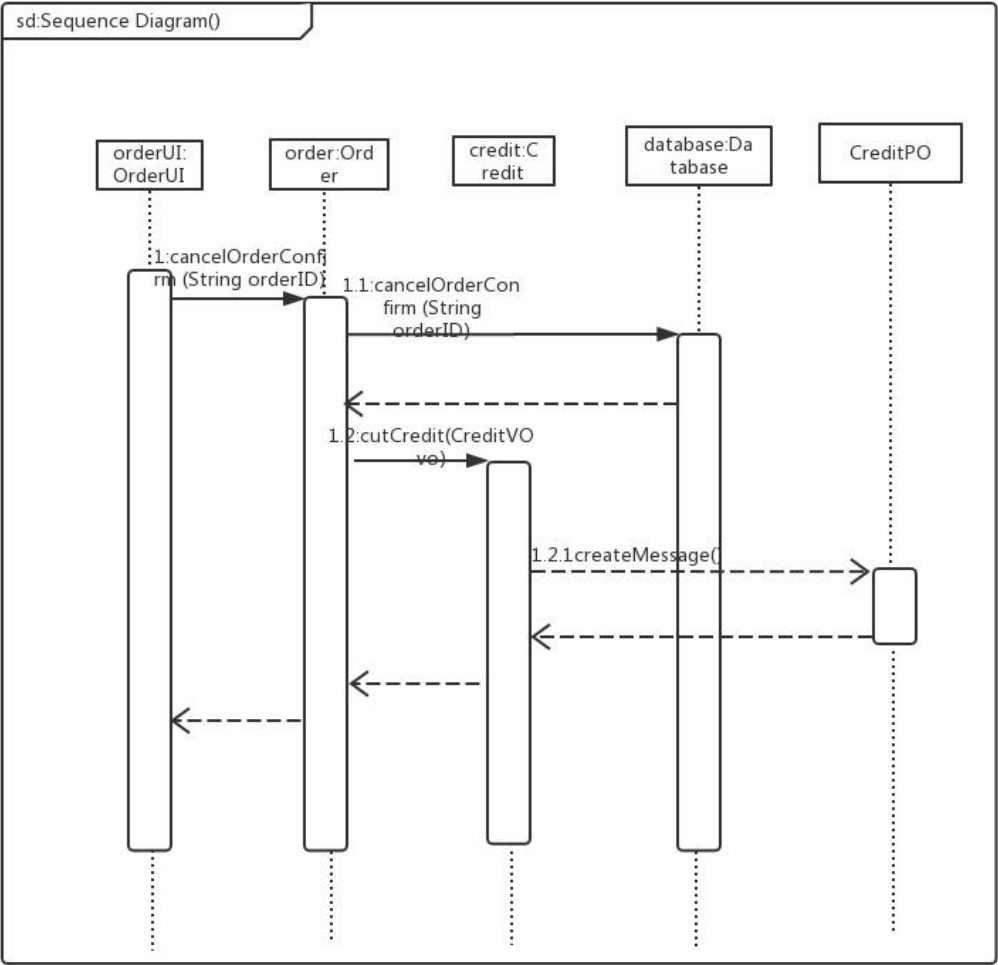 sd:Sequence Diagram()
orderUI:
OrderUI
order:Ord
er
credit:C
redit
database:Da
tabase
CreditPO
1:cancelOrderConf
rm (String orderID)
1.1:cancelOrderCon
firm (String
orderID)
1.2:cutCredit(CreditVO
vo)
1.2.1createMessage()